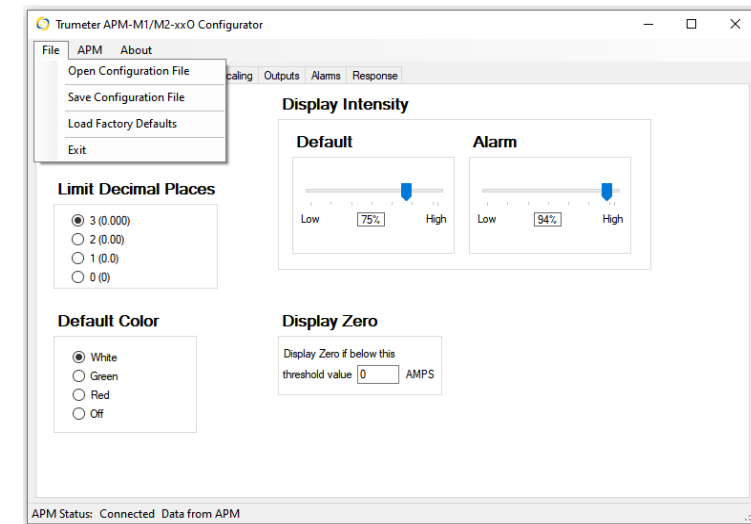 Trumeter APM-M1/M2-xxO Configurator
File APM About
Open Configuration File
Save Configuration File
Load Factory Defaults
Exit
Outputs Alarms Response
Display Intensity
Default
Low 75% High
Alarm
Low 94% High
Limit Decimal Places
3 (0.000)
2 (0.00)
1 (0.0)
0 (0)
Default Color
White
Green
Red
Off
Display Zero
Display Zero if below this
threshold value 0 AMPS
APM Status: Connected Data from APM